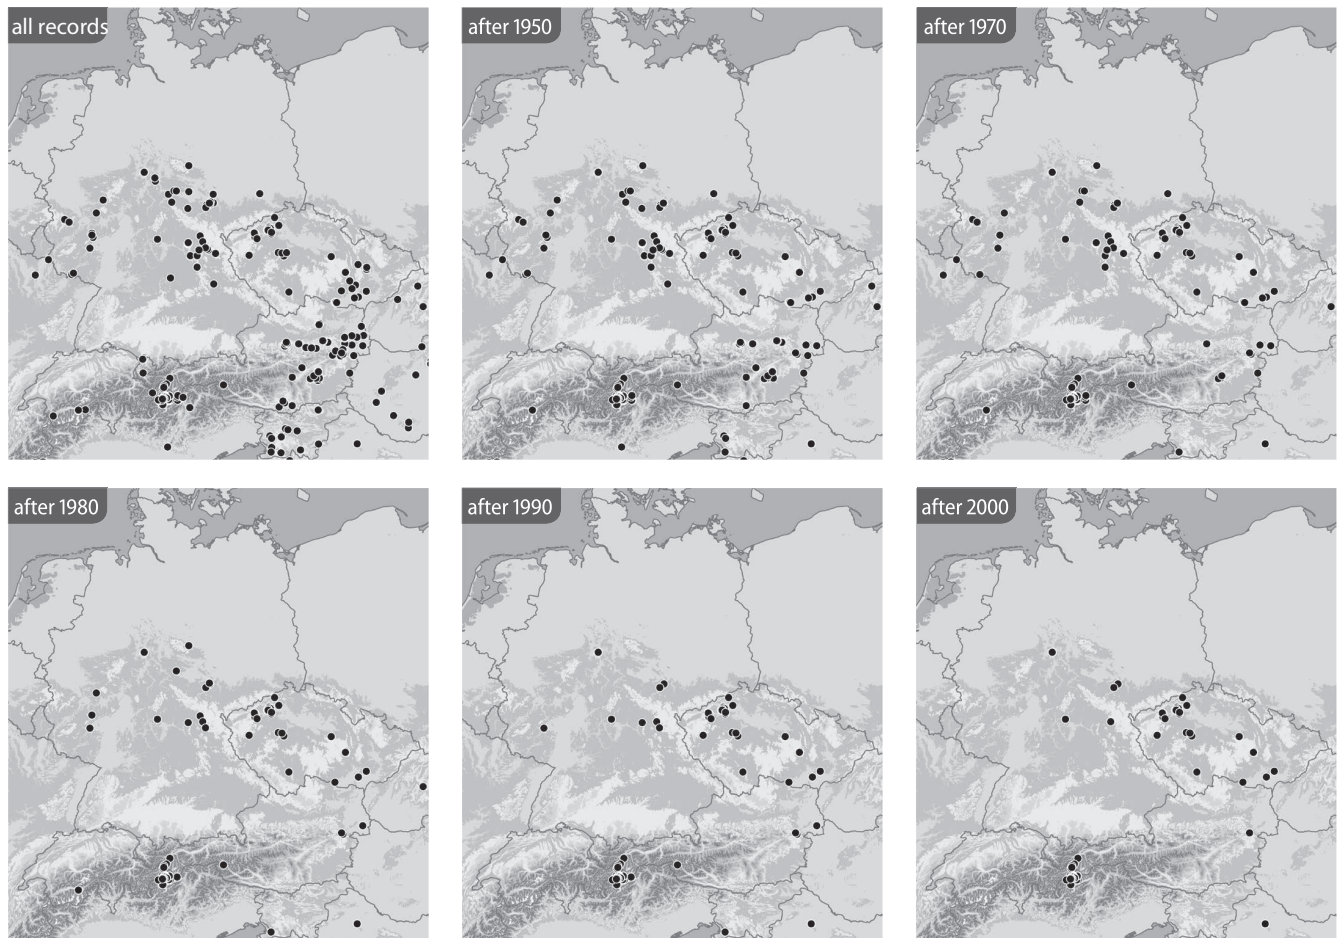 all records
after 1950
after 1970
after 1980
after 1990
after 2000